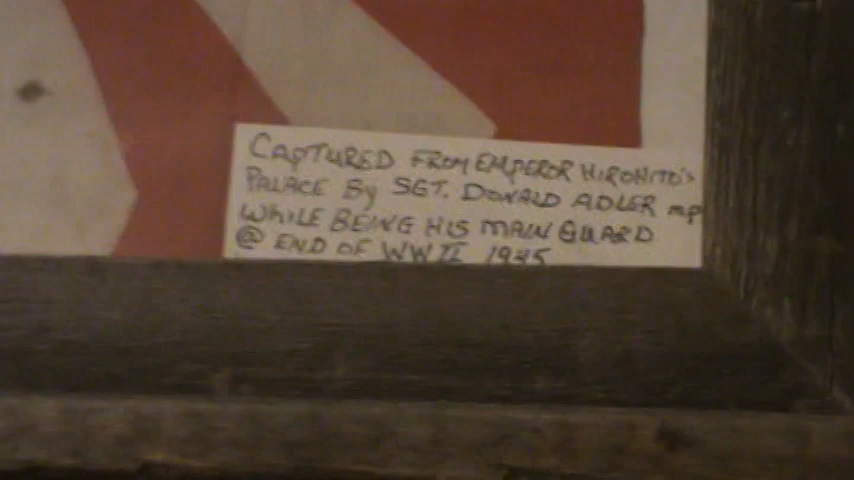 CAPTURED FROM EMPEROR HIROHITO'S
PALACE By SGT. DONALD ADLER MP
WHILE BEING HIS MAIN GUARD
@ END OF WWII 1945